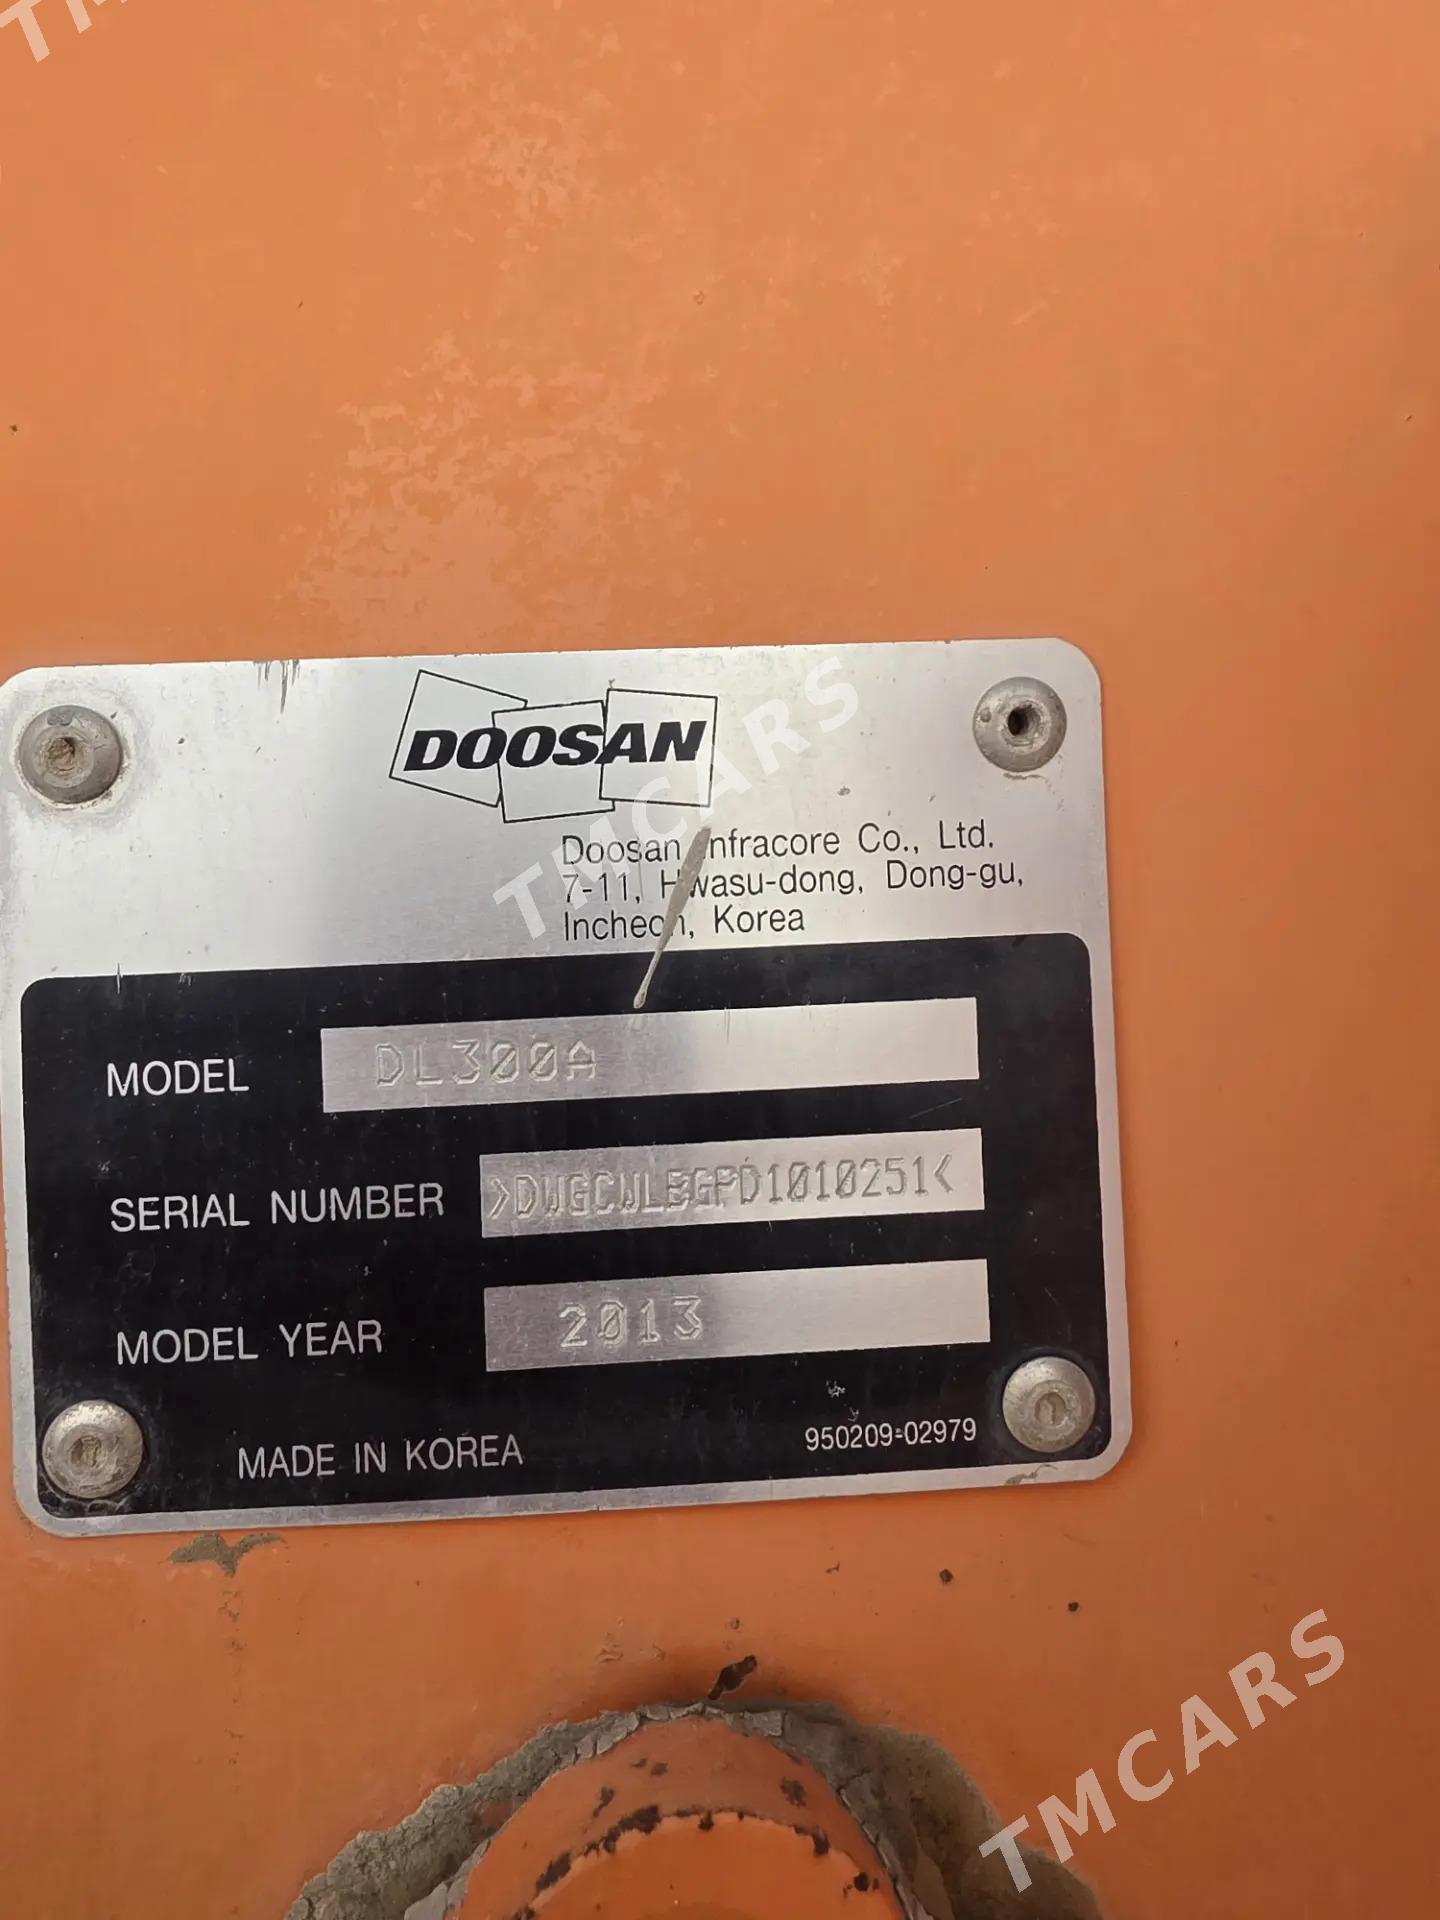 DOOSAN
Doosan Infracore Co., Ltd.
7-11, Hwasu-dong, Dong-gu,
Incheon, Korea
MODEL DL300A
SERIAL NUMBER >DWGCWLEGPD1010251<
MODEL YEAR 2013
MADE IN KOREA 950209-02979
TMCARS
TMCARS